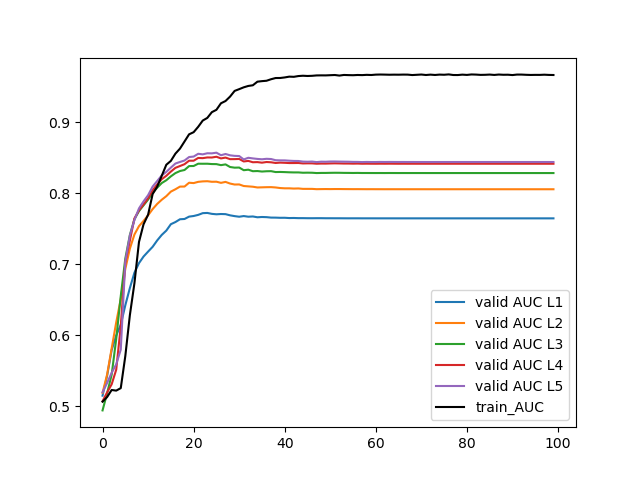 0.9
0.8
0.7
0.6
0.5
0 20 40 60 80 100
valid AUC L1
valid AUC L2
valid AUC L3
valid AUC L4
valid AUC L5
train_AUC